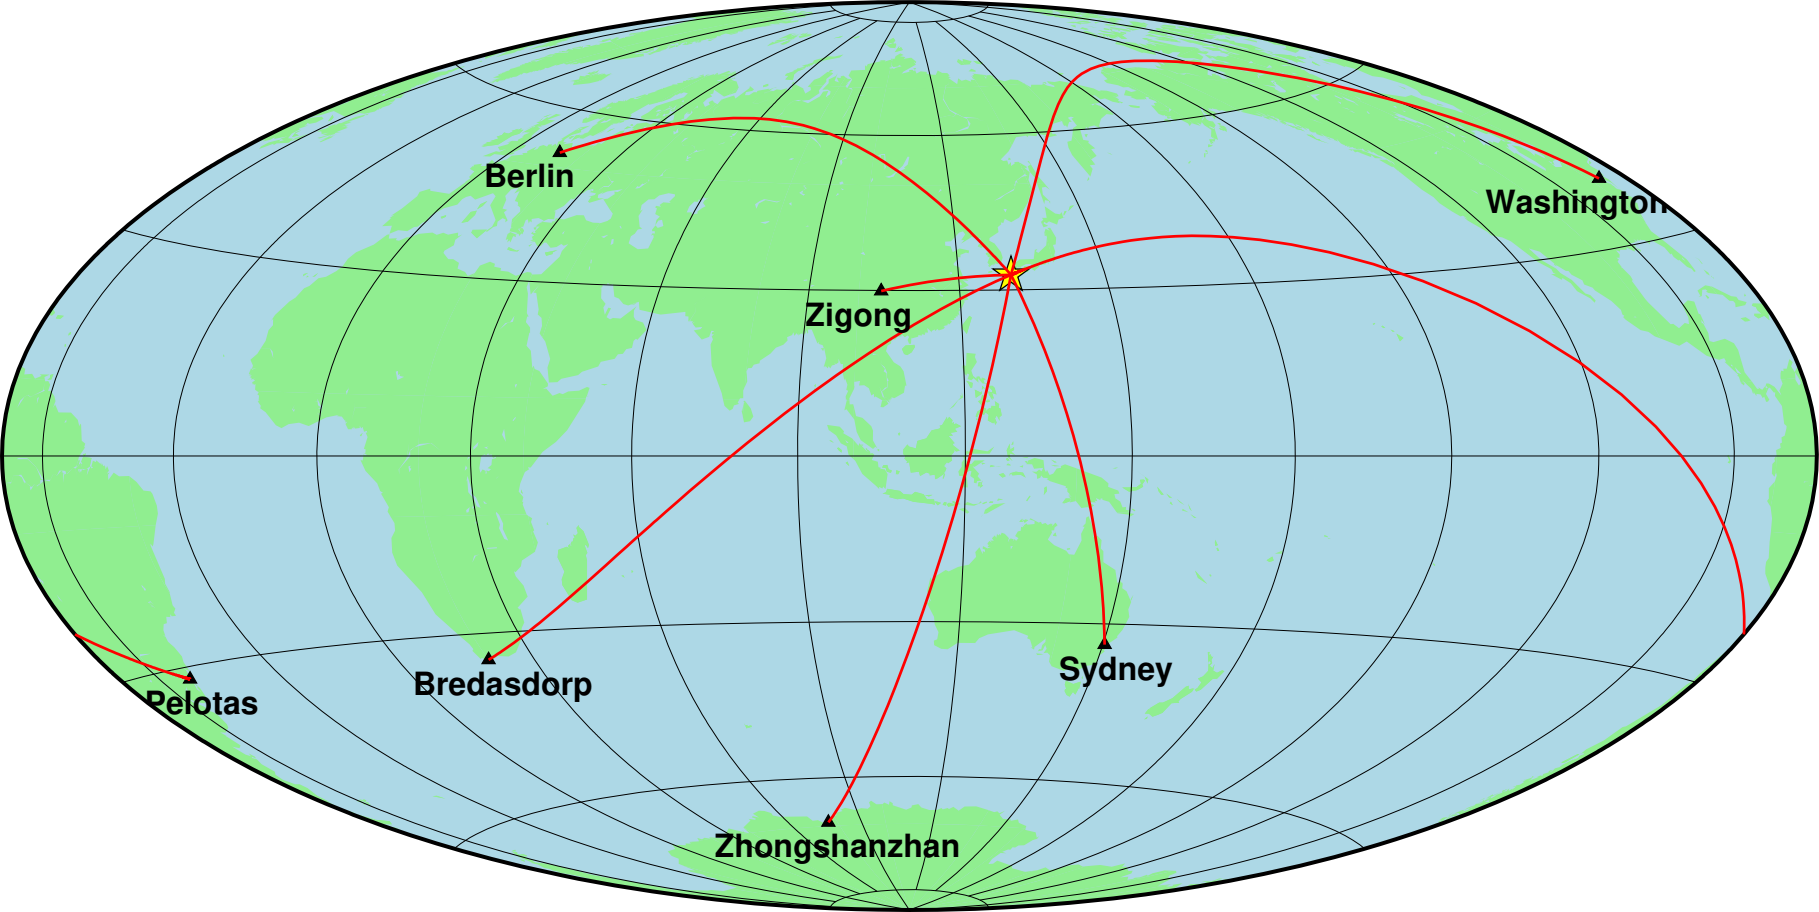 Berlin
Washington
Zigong
Sydney
Bredasdorp
Pelotas
Zhongshanzhan